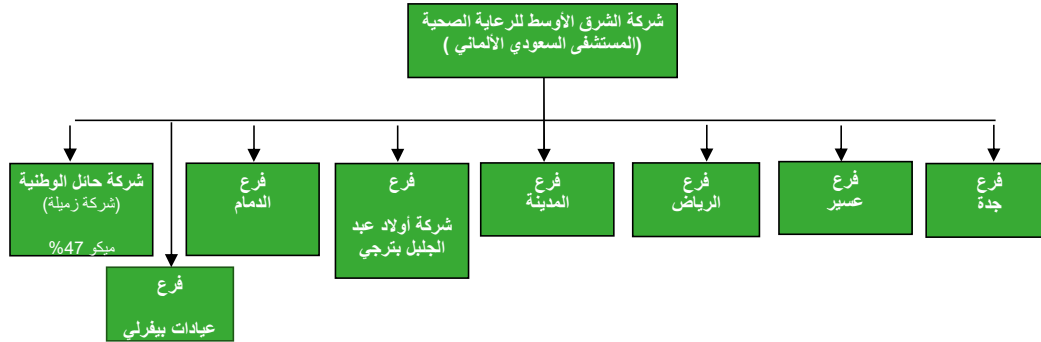 شركة الشرق الأوسط للرعاية الصحية
(المستشفى السعودي الألماني )
فرع
جدة
فرع
عسير
فرع
الرياض
فرع
المدينة
فرع
شركة أولاد عبد
الجليل بترجي
فرع
الدمام
شركة حائل الوطنية
(شركة زميلة)
ميكو 47%
فرع
عيادات بيفرلي